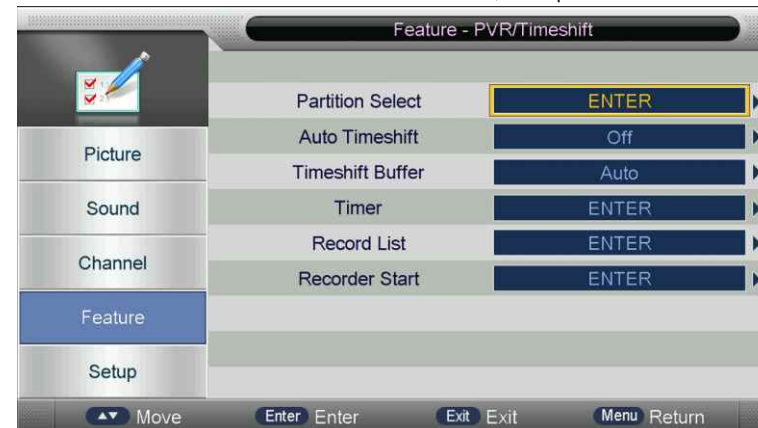 Feature - PVR/Timeshift
Partition Select ENTER
Auto Timeshift Off
Timeshift Buffer Auto
Timer ENTER
Record List ENTER
Recorder Start ENTER
Picture
Sound
Channel
Feature
Setup
Move Enter Enter Exit Exit Menu Return